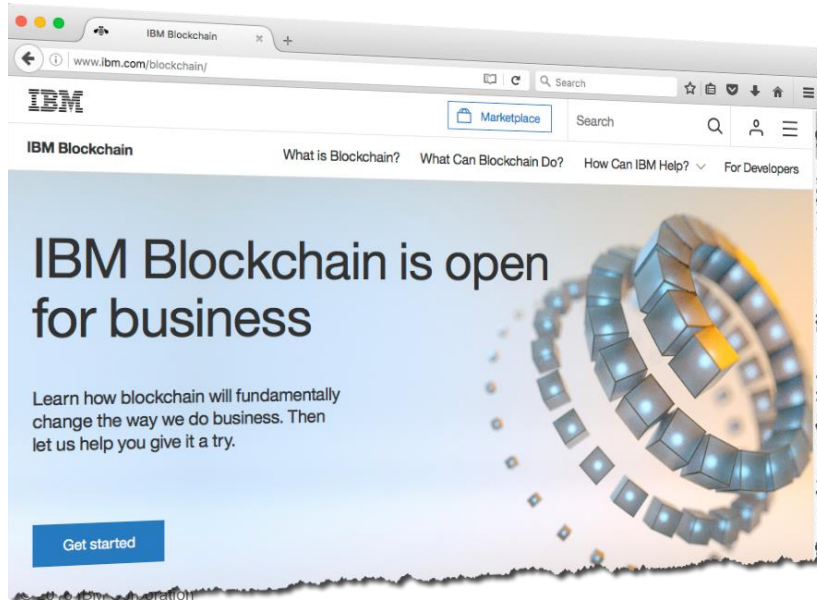 IBM Blockchain
www.ibm.com/blockchain/
Search
IBM
Marketplace
Search
IBM Blockchain
What is Blockchain?
What Can Blockchain Do?
How Can IBM Help?
For Developers
IBM Blockchain is open
for business
Learn how blockchain will fundamentally
change the way we do business. Then
let us help you give it a try.
Get started